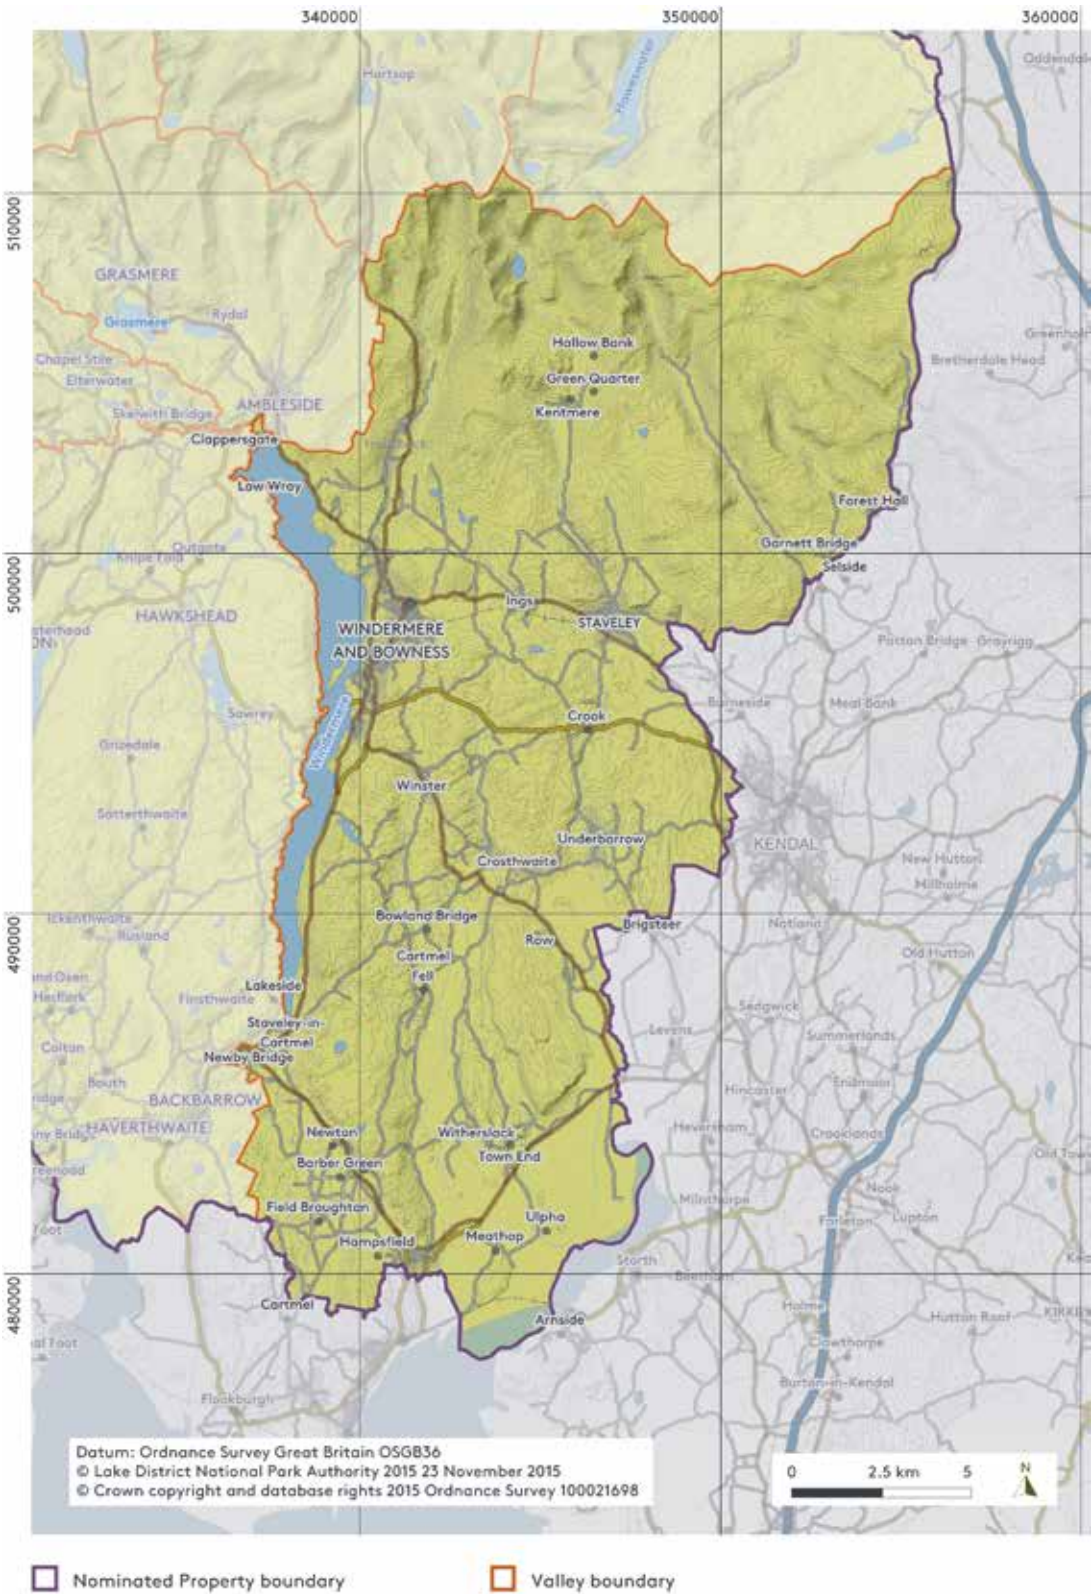 340000
350000
360000
Oddendale
Hartsop
Haweswater
510000
GRASMERE
Grasmere
Rydal
Chapel Stile
Elterwater
Skelwith Bridge
AMBLESIDE
Clappersgate
Low Wray
Hollow Bank
Green Quarter
Kentmere
Bretherdale Head
Forest Hall
Garnett Bridge
Selside
Outgate
Knipe Fold
500000
HAWKSHEAD
Ings
STAVELEY
WINDERMERE
AND BOWNESS
Windermere
Patton Bridge
Grayrigg
Burneside
Meal Bank
Sawrey
Crook
Grizedale
Winster
Satterthwaite
Underbarrow
Crosthwaite
KENDAL
New Hutton
Millholme
490000
Ickenthwaite
Rusland
Bowland Bridge
Row
Brigsteer
Natland
Cartmel
Fell
Old Hutton
Lakeside
Finsthwaite
Staveley-in-
Cartmel
Newby Bridge
Levens
Sedgwick
Summerlands
Colton
Bouth
BACKBARROW
HAVERTHWAITE
Hincaster
Endmoor
Newton
Barber Green
Witherslack
Town End
Heversham
Crooklands
Field Broughton
Hampsfield
Ulpha
Meathop
Milnthorpe
Nook
Farleton
Lupton
Storth
Beetham
480000
Cartmel
Arnside
Holme
Hutton Roof
Clawthorpe
Burton-in-Kendal
Flookburgh
Datum: Ordnance Survey Great Britain OSGB36
© Lake District National Park Authority 2015 23 November 2015
© Crown copyright and database rights 2015 Ordnance Survey 100021698
0 2.5 km 5
N
Nominated Property boundary
Valley boundary